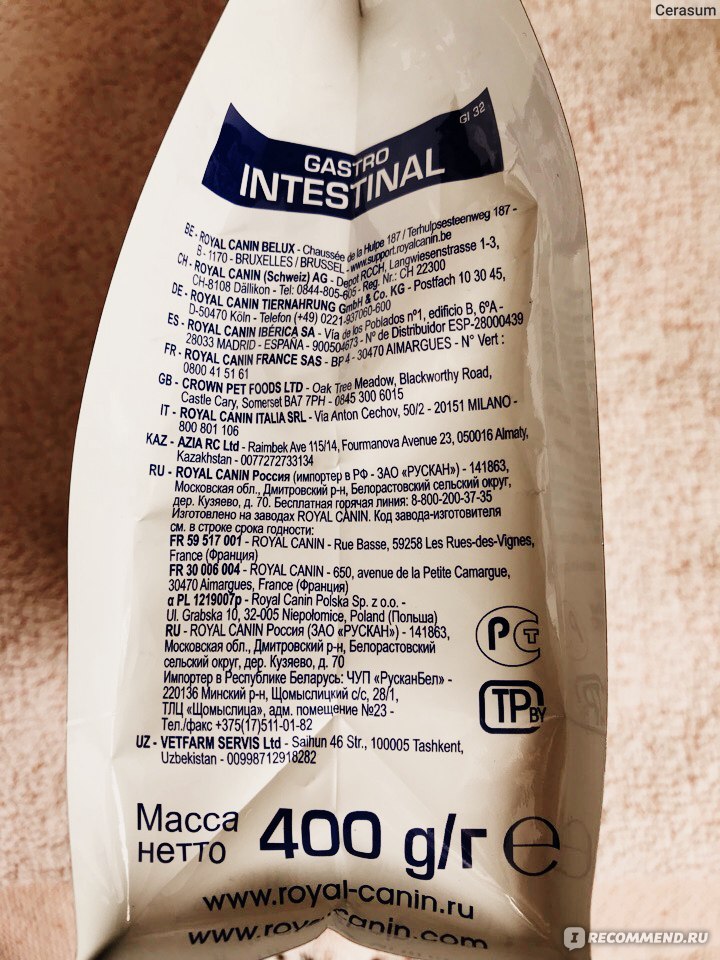 Cerasum
GI 32
GASTRO
INTESTINAL
BE - ROYAL CANIN BELUX - Chaussée de la Hulpe 187 / Terhulpsesteenweg 187 -
B - 1170 - BRUXELLES / BRUSSEL - www.support.royalcanin.be
CH - ROYAL CANIN (Schweiz) AG - Depot RCCH, Langwiesenstrasse 1-3,
CH-8108 Dällikon - Tel: 0844-805-605 - Reg. Nr.: CH 22300
DE - ROYAL CANIN TIERNAHRUNG GmbH & Co. KG - Postfach 10 30 45,
D-50470 Köln - Telefon (+49) 0221-937060-600
ES - ROYAL CANIN IBÉRICA SA - Vía de los Poblados nº1, edificio B, 6ºA -
28033 MADRID - ESPAÑA - 900504673 - N° de Distribuidor ESP-28000439
FR - ROYAL CANIN FRANCE SAS - BP 4 - 30470 AIMARGUES - N° Vert :
0800 41 51 61
GB - CROWN PET FOODS LTD - Oak Tree Meadow, Blackworthy Road,
Castle Cary, Somerset BA7 7PH - 0845 300 6015
IT - ROYAL CANIN ITALIA SRL - Via Anton Cechov, 50/2 - 20151 MILANO -
800 801 106
KAZ - AZIA RC Ltd - Raimbek Ave 115/14, Fourmanova Avenue 23, 050016 Almaty,
Kazakhstan - 0077272733134
RU - ROYAL CANIN Россия (импортер в РФ - ЗАО «РУСКАН») - 141863,
Московская обл., Дмитровский р-н, Белорастовский сельский округ,
дер. Кузяево, д. 70. Бесплатная горячая линия: 8-800-200-37-35
Изготовлено на заводах ROYAL CANIN. Код завода-изготовителя
см. в строке срока годности:
FR 59 517 001 - ROYAL CANIN - Rue Basse, 59258 Les Rues-des-Vignes,
France (Франция)
FR 30 006 004 - ROYAL CANIN - 650, avenue de la Petite Camargue,
30470 Aimargues, France (Франция)
α PL 1219007p - Royal Canin Polska Sp. z o.o. -
Ul. Grabska 10, 32-005 Niepolomice, Poland (Польша)
RU - ROYAL CANIN Россия (ЗАО «РУСКАН») - 141863,
Московская обл., Дмитровский р-н, Белорастовский
сельский округ, дер. Кузяево, д. 70
Импортер в Республике Беларусь: ЧУП «РусканБел» -
220136 Минский р-н, Щомыслицкий с/с, 28/1,
ТЛЦ «Щомыслица», адм. помещение №23 -
Тел./факс +375(17)511-01-82
UZ - VETFARM SERVIS Ltd - Saihun 46 Str., 100005 Tashkent,
Uzbekistan - 00998712918282
РСТ
TP BY
Масса
нетто
400 g/г e
www.royal-canin.ru
www.royal-canin.com
IRECOMMEND.RU